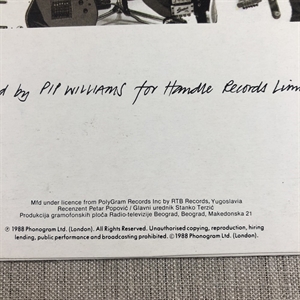 d by PIP WILLIAMS for Handle Records Lim
Mfd under licence from PolyGram Records Inc by RTB Records, Yugoslavia
Recenzent Petar Popović / Glavni urednik Stanko Terzić
Produkcija gramofonskih ploča Radio-televizije Beograd, Beograd, Makedonska 21
℗ 1988 Phonogram Ltd. (London). All Rights Reserved. Unauthorised copying, reproduction, hiring
lending, public performance and broadcasting prohibited. © 1988 Phonogram Ltd. (London).